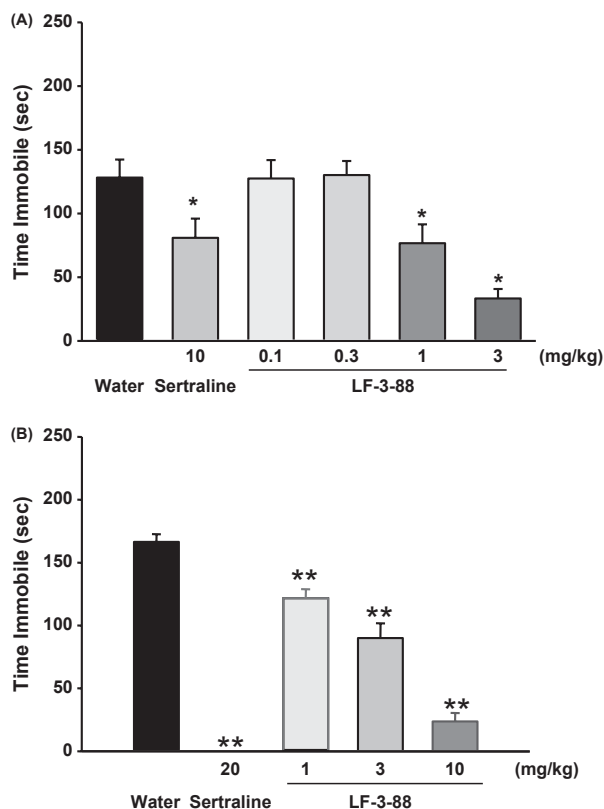 (A)
250
200
150
100
50
0
Time Immobile (sec)
*
*
*
10 0.1 0.3 1 3 (mg/kg)
Water Sertraline LF-3-88
(B)
250
200
150
100
50
0
Time Immobile (sec)
**
**
**
**
20 1 3 10 (mg/kg)
Water Sertraline LF-3-88